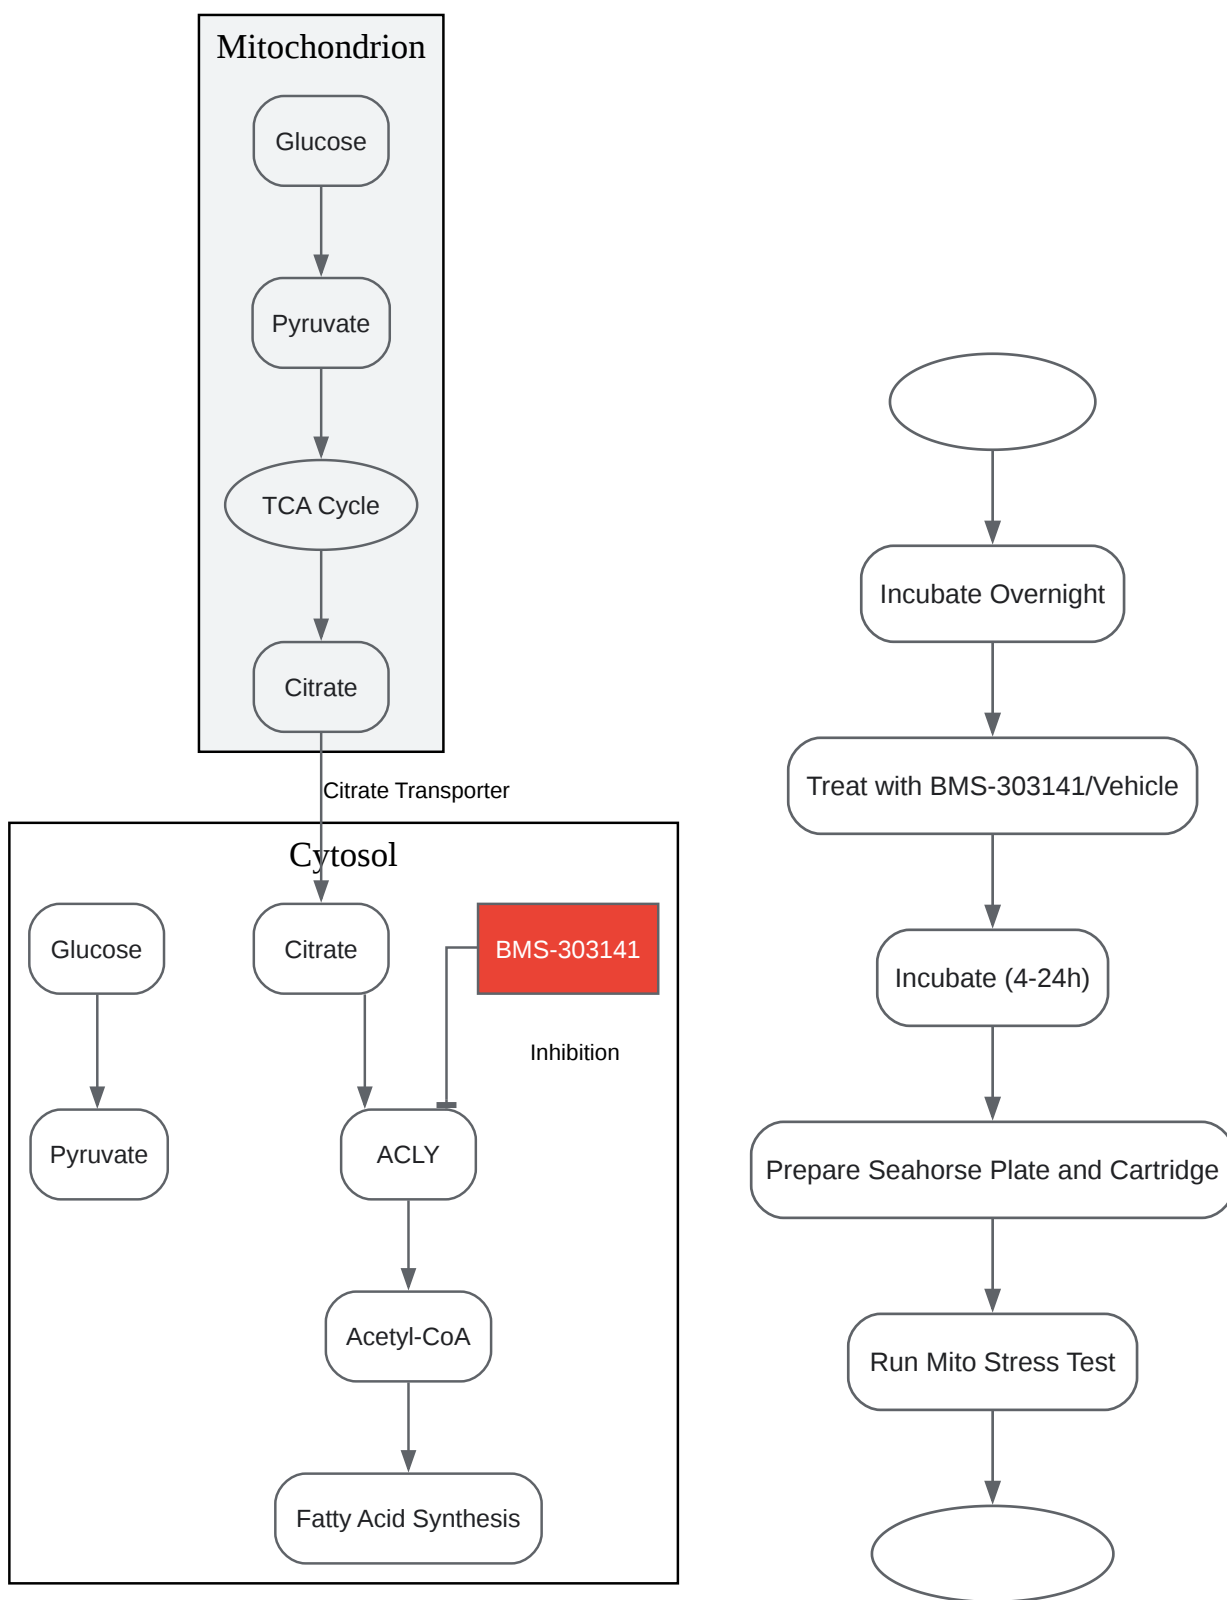 Mitochondrion
Glucose
Pyruvate
TCA Cycle
Citrate
Citrate Transporter
Cytosol
Glucose
Citrate
BMS-303141
Inhibition
Pyruvate
ACLY
Acetyl-CoA
Fatty Acid Synthesis
Incubate Overnight
Treat with BMS-303141/Vehicle
Incubate (4-24h)
Prepare Seahorse Plate and Cartridge
Run Mito Stress Test